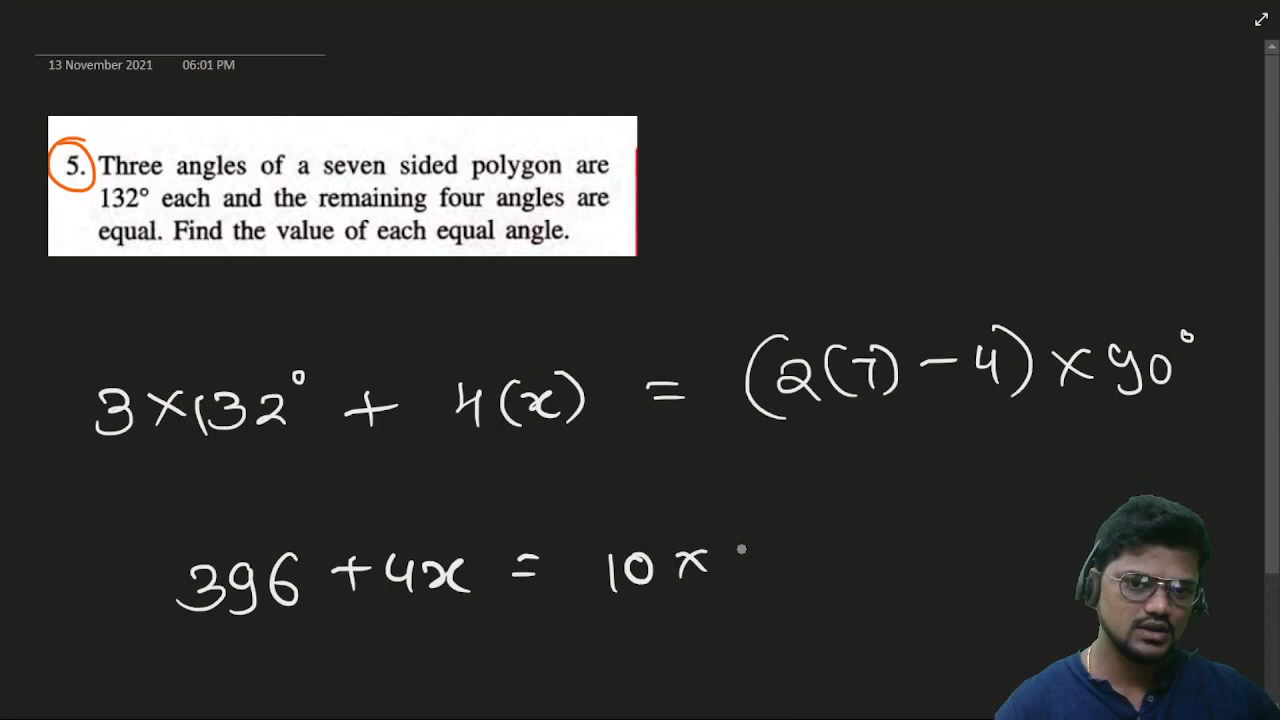 13 November 2021 06:01 PM
5. Three angles of a seven sided polygon are
132° each and the remaining four angles are
equal. Find the value of each equal angle.
3×132° + 4(x) = (2(7) − 4) × 90°
396 + 4x = 10 ×